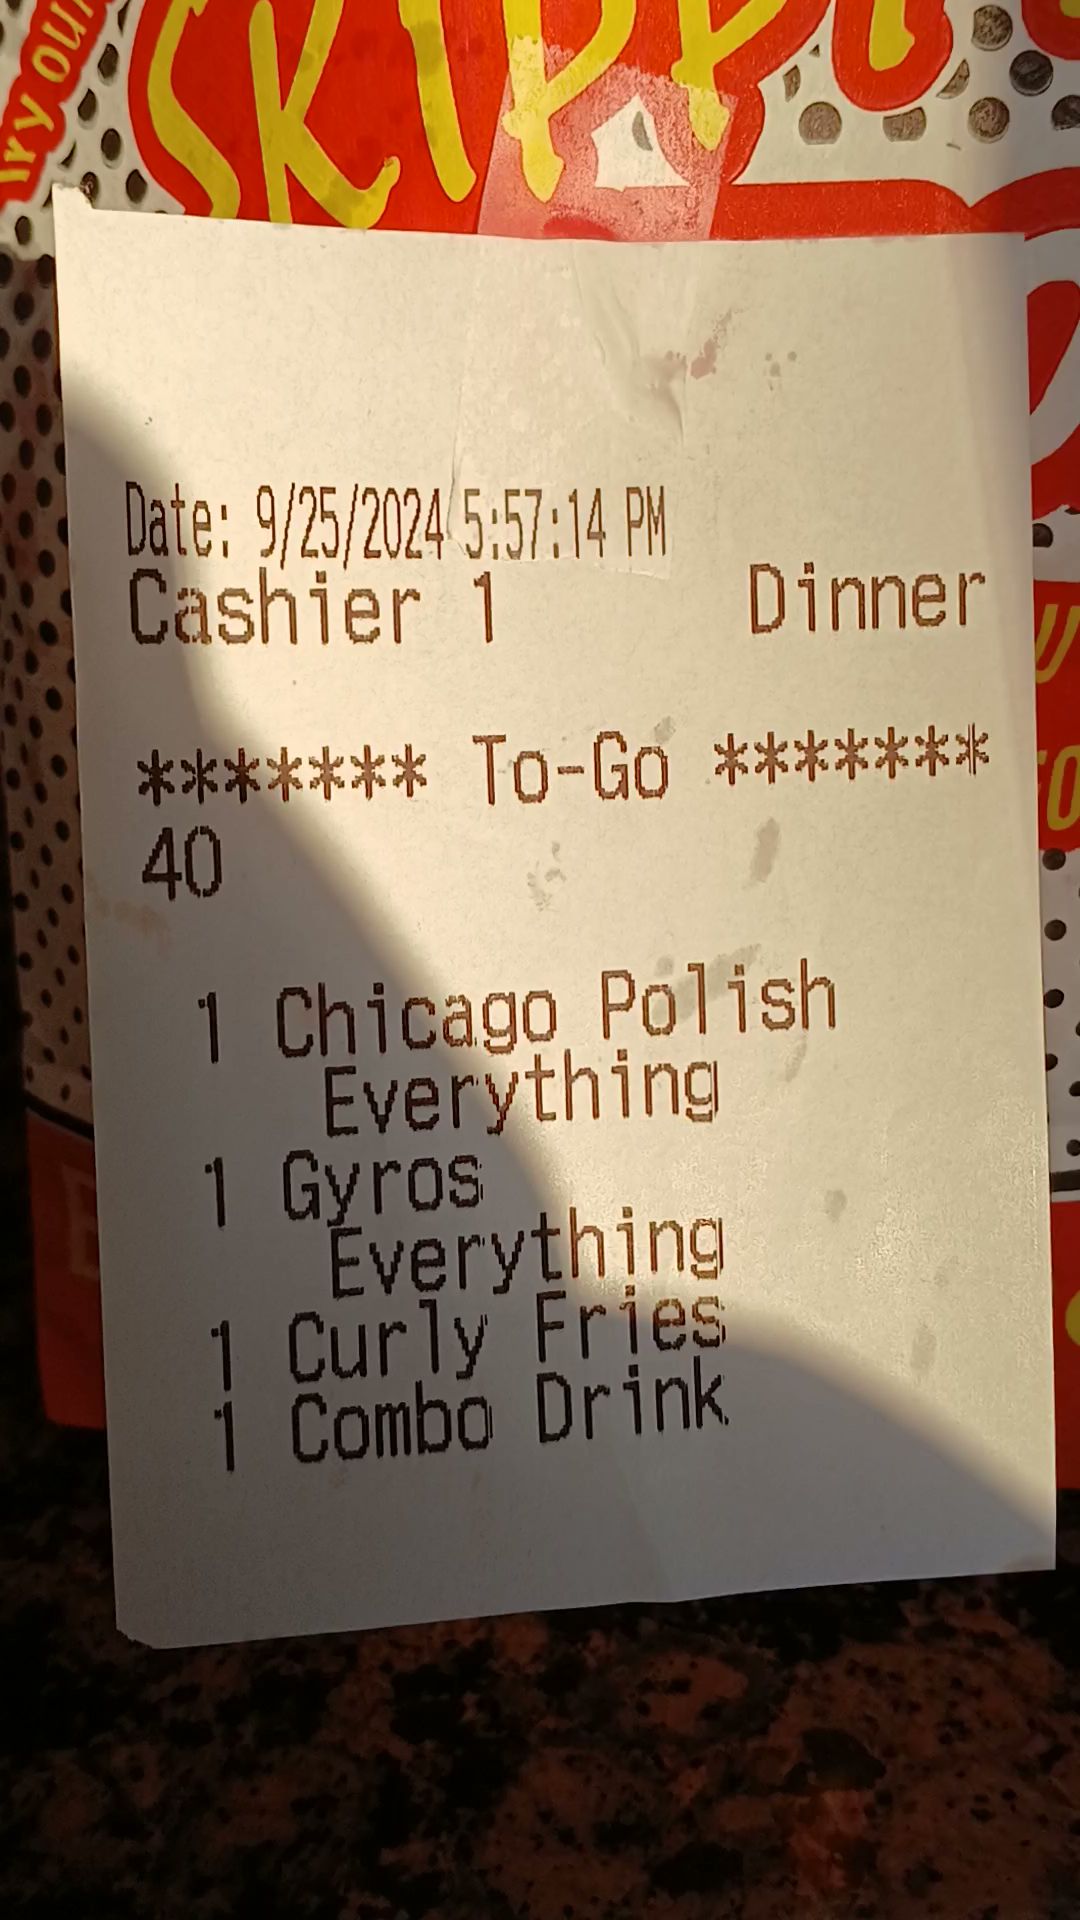 SKIPPY
Date: 9/25/2024 5:57:14 PM
Cashier 1 Dinner
******* To-Go *******
40
1 Chicago Polish
Everything
1 Gyros
Everything
1 Curly Fries
1 Combo Drink